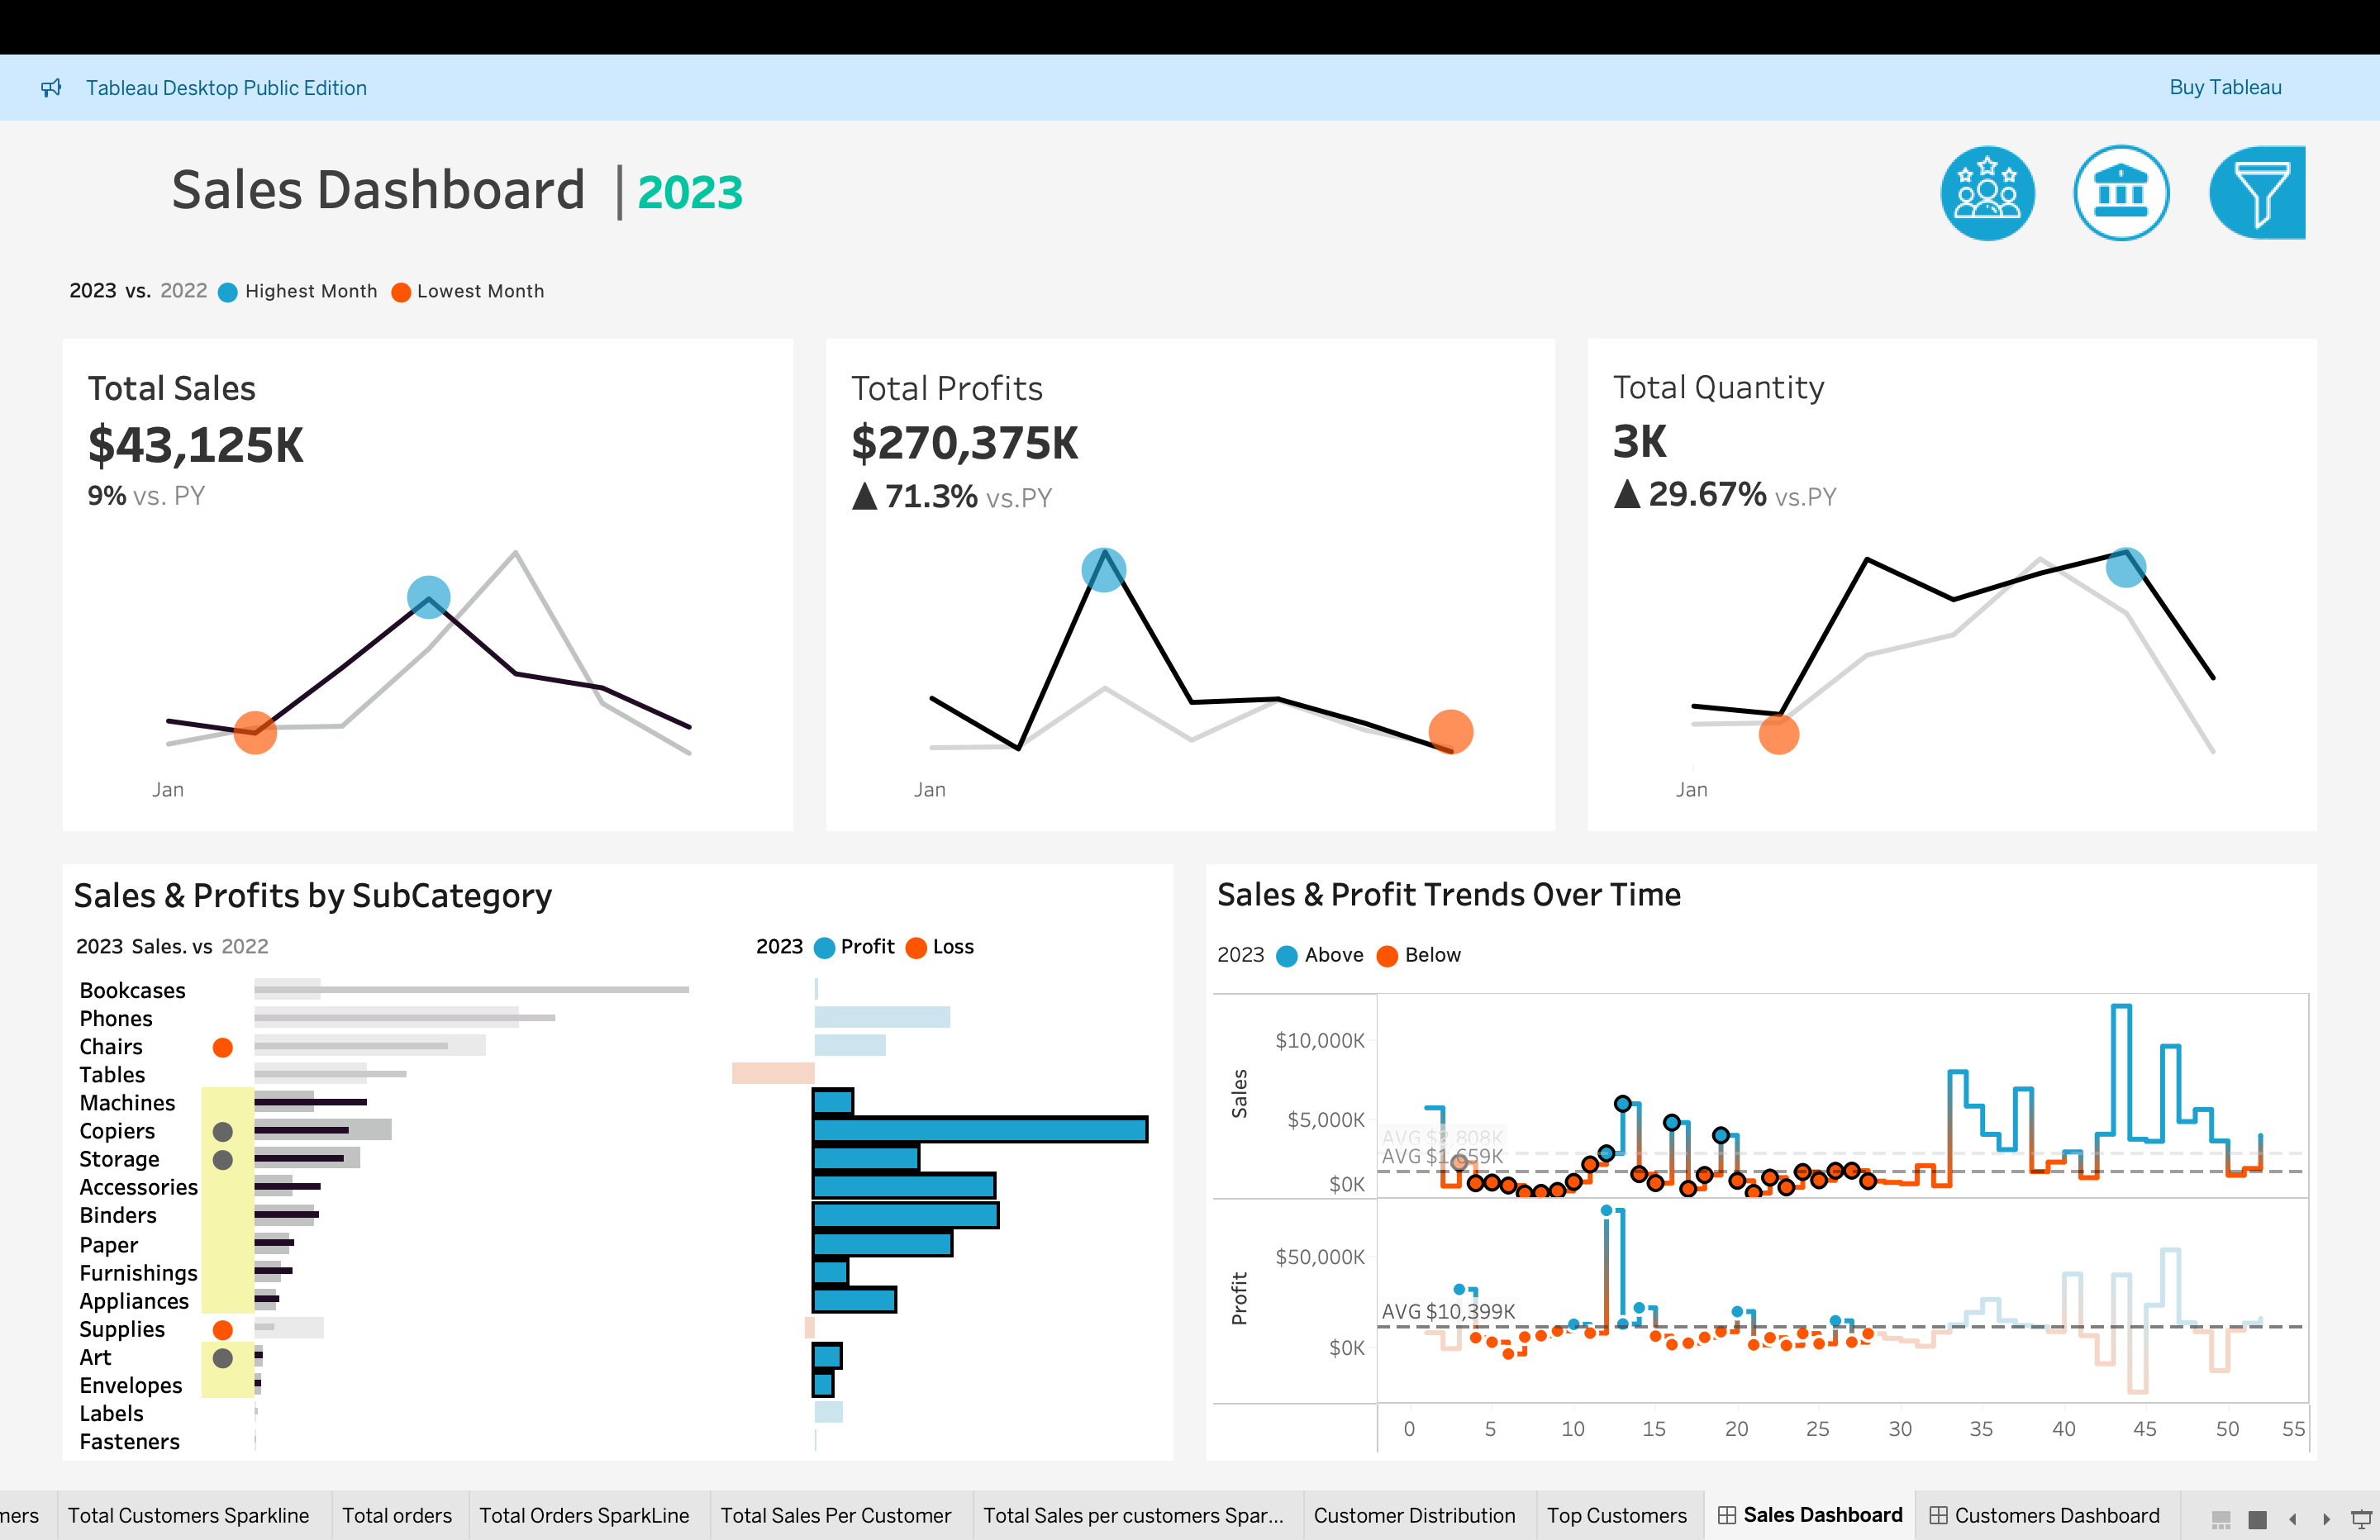 Tableau Desktop Public Edition
Buy Tableau
Sales Dashboard | 2023
2023 vs. 2022 Highest Month Lowest Month
Total Sales
$43,125K
9% vs. PY
Jan
Total Profits
$270,375K
▲ 71.3% vs.PY
Jan
Total Quantity
3K
▲ 29.67% vs.PY
Jan
Sales & Profits by SubCategory
2023 Sales. vs 2022
2023 Profit Loss
Bookcases
Phones
Chairs
Tables
Machines
Copiers
Storage
Accessories
Binders
Paper
Furnishings
Appliances
Supplies
Art
Envelopes
Labels
Fasteners
Sales & Profit Trends Over Time
2023 Above Below
Sales
$10,000K
$5,000K
$0K
AVG $2,808K
AVG $1,659K
Profit
$50,000K
$0K
AVG $10,399K
0 5 10 15 20 25 30 35 40 45 50 55
mers
Total Customers Sparkline
Total orders
Total Orders SparkLine
Total Sales Per Customer
Total Sales per customers Spar...
Customer Distribution
Top Customers
Sales Dashboard
Customers Dashboard